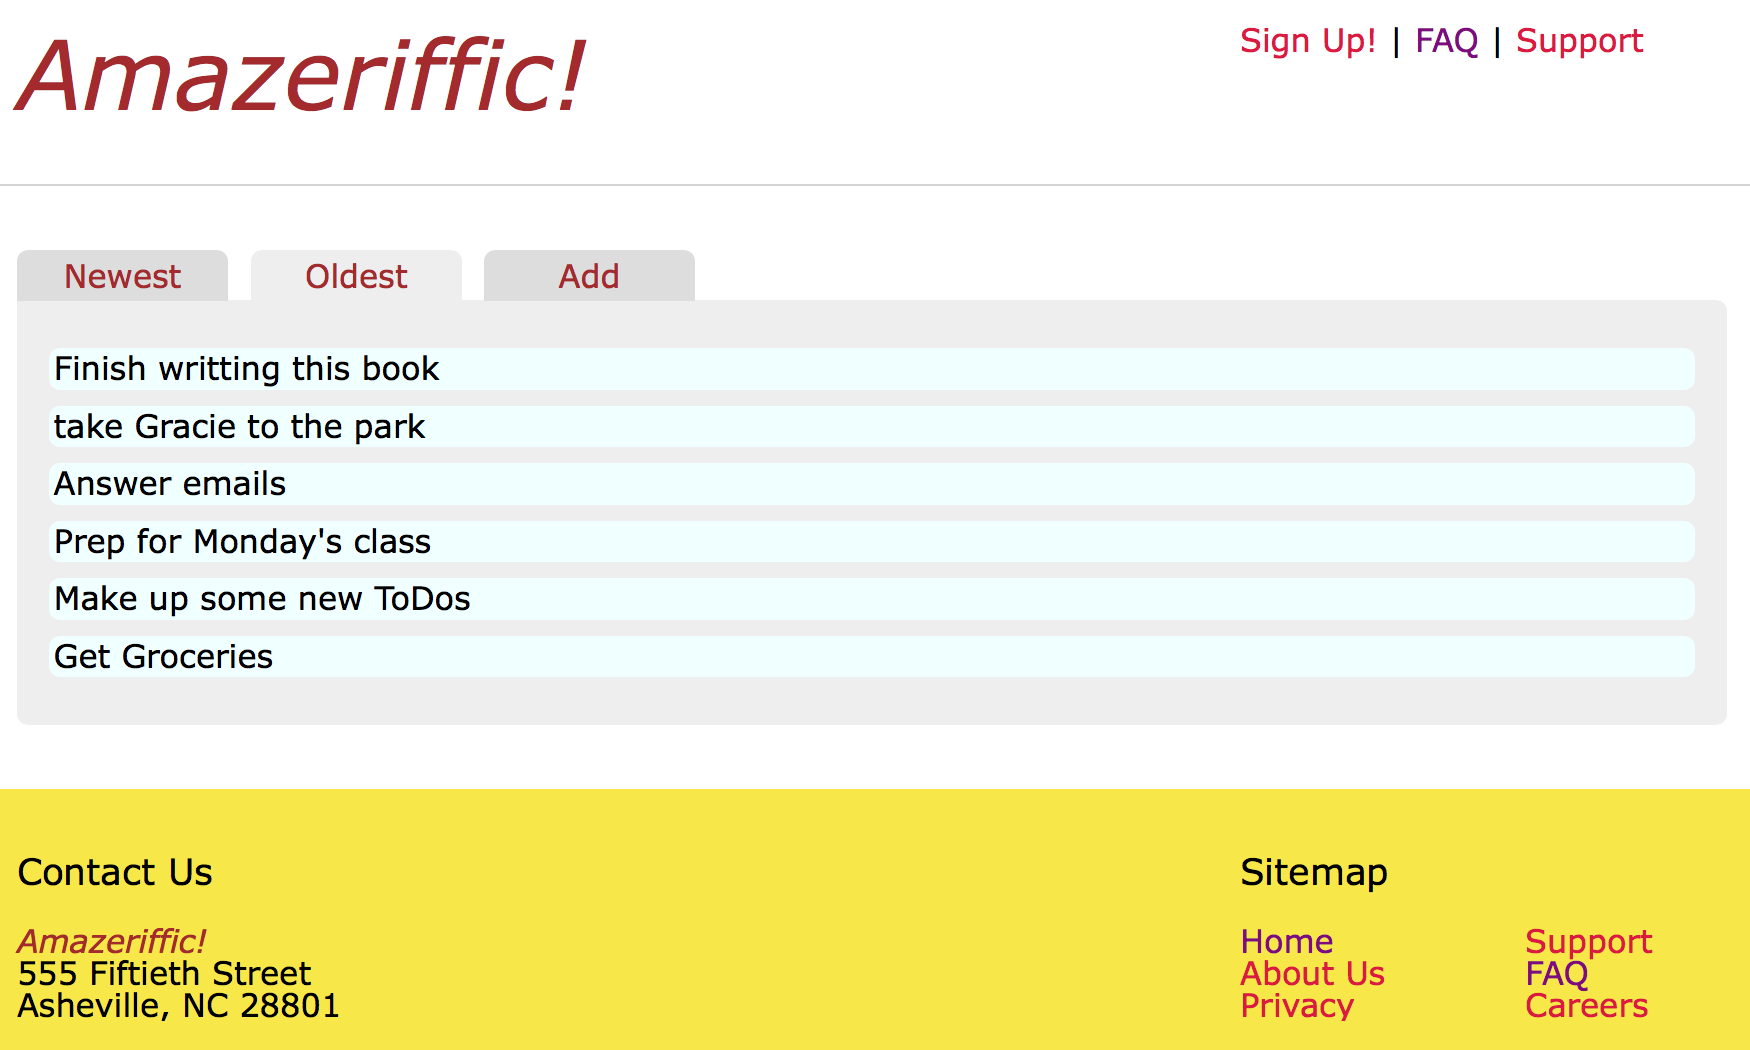 Amazeriffic!
Sign Up! | FAQ | Support
Newest
Oldest
Add
Finish writting this book
take Gracie to the park
Answer emails
Prep for Monday's class
Make up some new ToDos
Get Groceries
Contact Us
Amazeriffic!
555 Fiftieth Street
Asheville, NC 28801
Sitemap
Home
About Us
Privacy
Support
FAQ
Careers